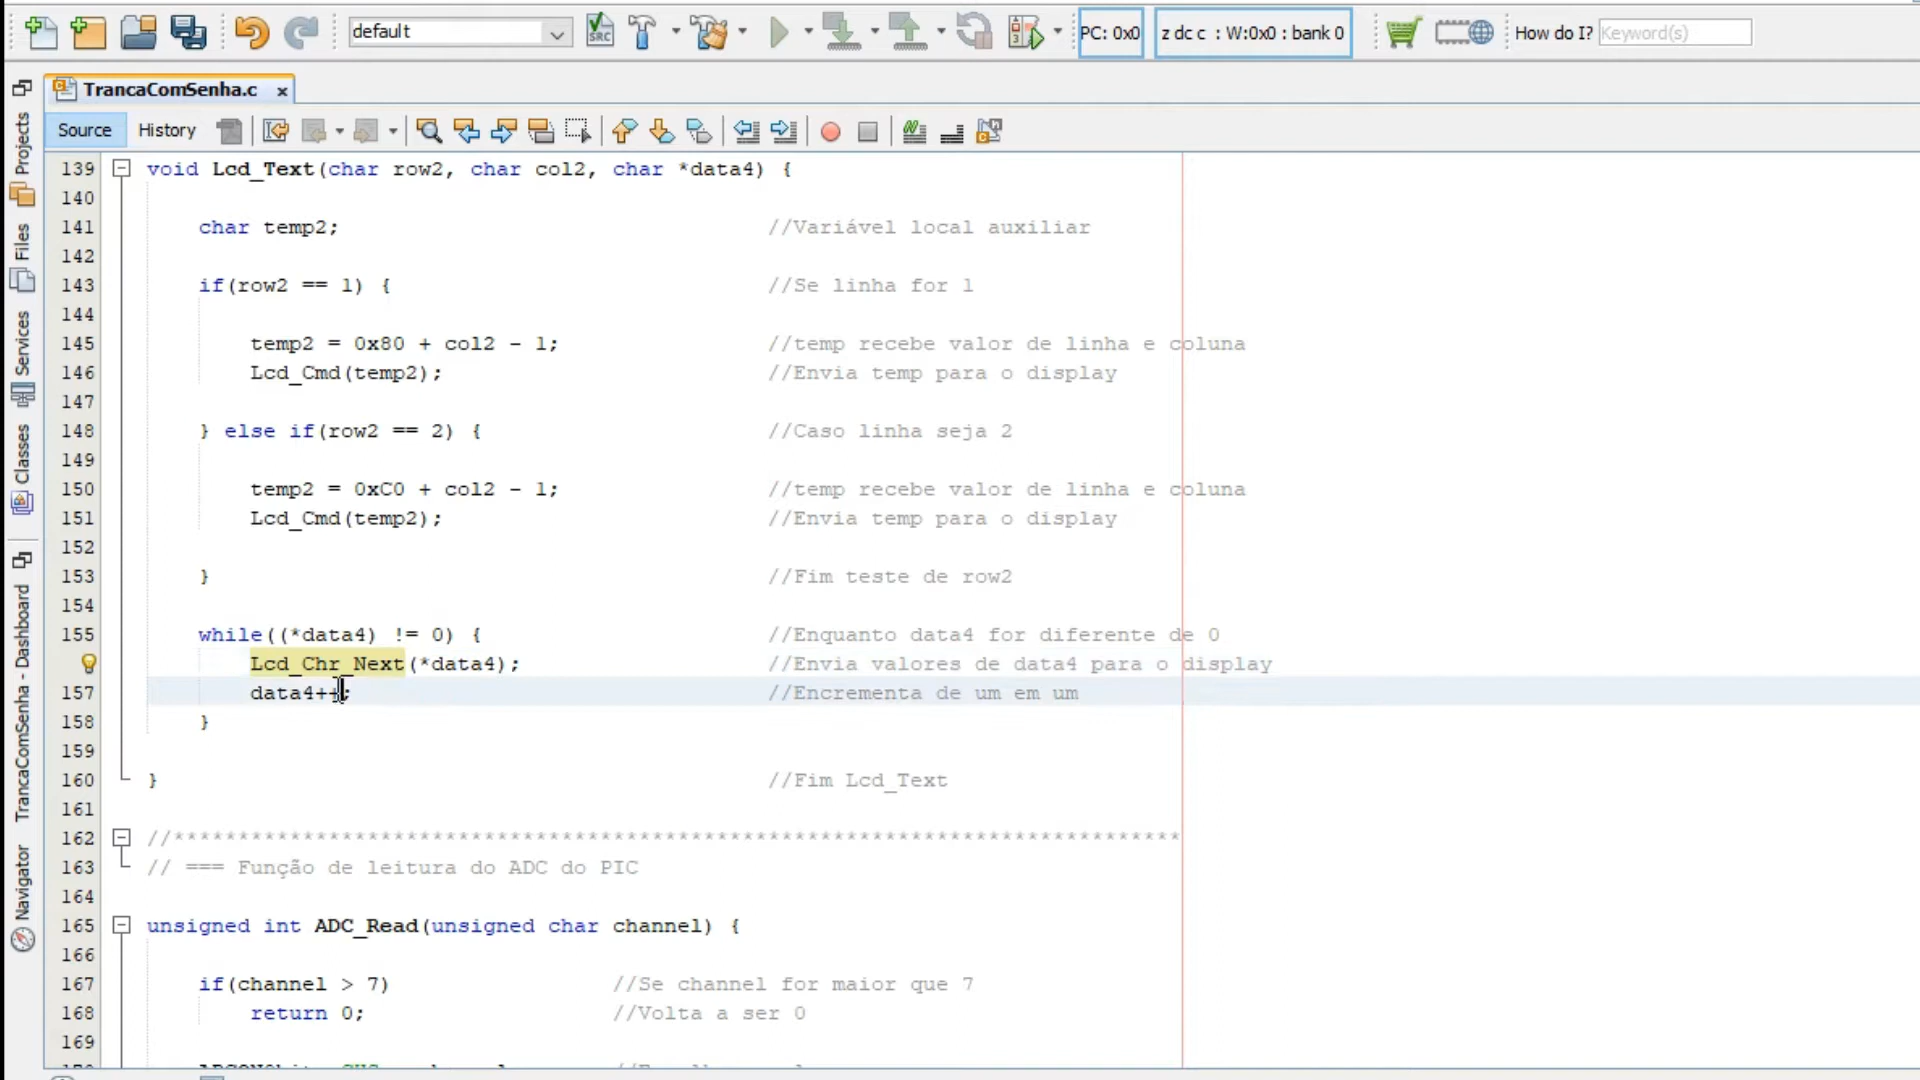 default
PC: 0x0
z dc c : W:0x0 : bank 0
How do I?
Keyword(s)
TrancaComSenha.c
Source
History
Projects
Files
Services
Classes
TrancaComSenha - Dashboard
Navigator
139 void Lcd_Text(char row2, char col2, char *data4) {
140
141 char temp2; //Variável local auxiliar
142
143 if(row2 == 1) { //Se linha for 1
144
145 temp2 = 0x80 + col2 - 1; //temp recebe valor de linha e coluna
146 Lcd_Cmd(temp2); //Envia temp para o display
147
148 } else if(row2 == 2) { //Caso linha seja 2
149
150 temp2 = 0xC0 + col2 - 1; //temp recebe valor de linha e coluna
151 Lcd_Cmd(temp2); //Envia temp para o display
152
153 } //Fim teste de row2
154
155 while((*data4) != 0) { //Enquanto data4 for diferente de 0
Lcd_Chr_Next(*data4); //Envia valores de data4 para o display
157 data4++; //Encrementa de um em um
158 }
159
160 } //Fim Lcd_Text
161
162 //******************************************************************************
163 // === Função de leitura do ADC do PIC
164
165 unsigned int ADC_Read(unsigned char channel) {
166
167 if(channel > 7) //Se channel for maior que 7
168 return 0; //Volta a ser 0
169